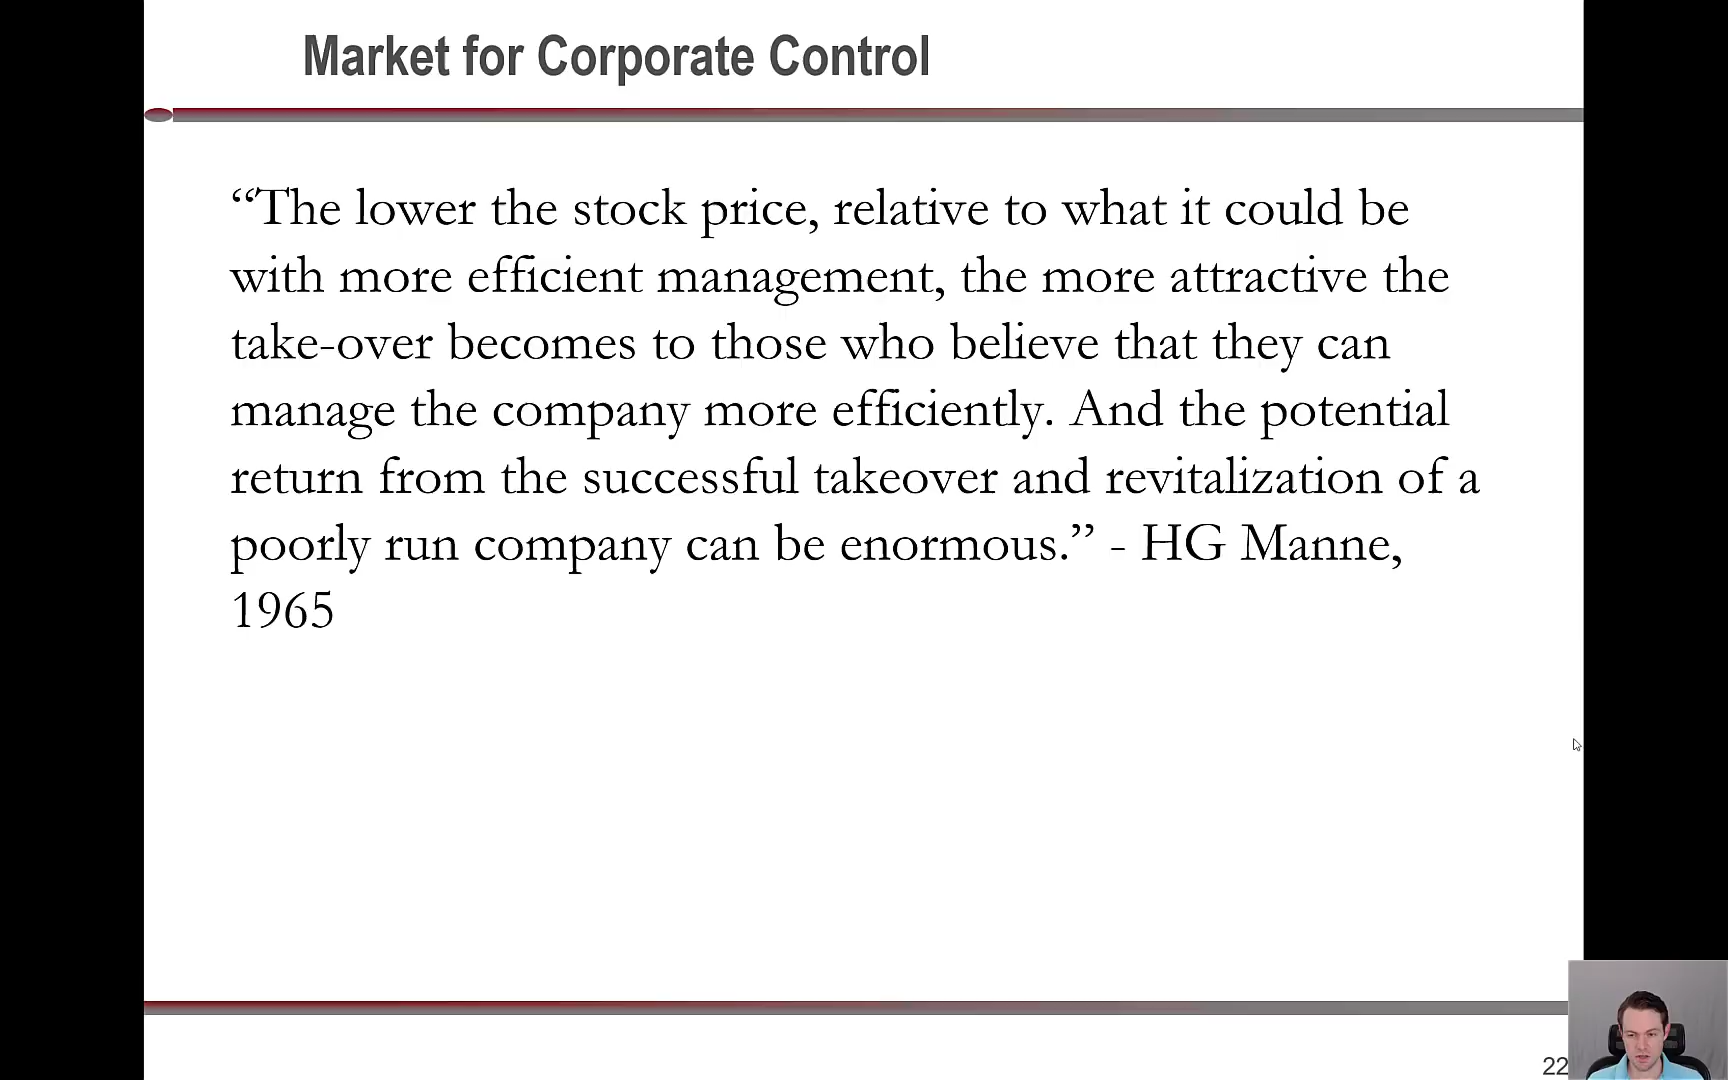 Market for Corporate Control
“The lower the stock price, relative to what it could be
with more efficient management, the more attractive the
take-over becomes to those who believe that they can
manage the company more efficiently. And the potential
return from the successful takeover and revitalization of a
poorly run company can be enormous.” - HG Manne,
1965
22